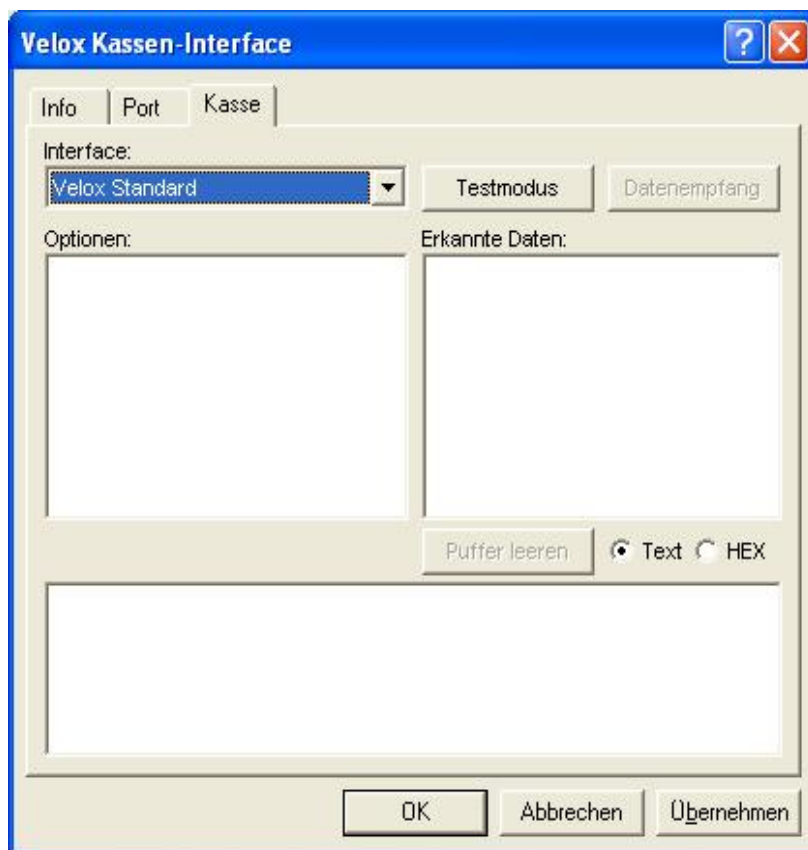 Velox Kassen-Interface
Info Port Kasse
Interface:
Velox Standard Testmodus Datenempfang
Optionen: Erkannte Daten:
Puffer leeren Text HEX
OK Abbrechen Übernehmen